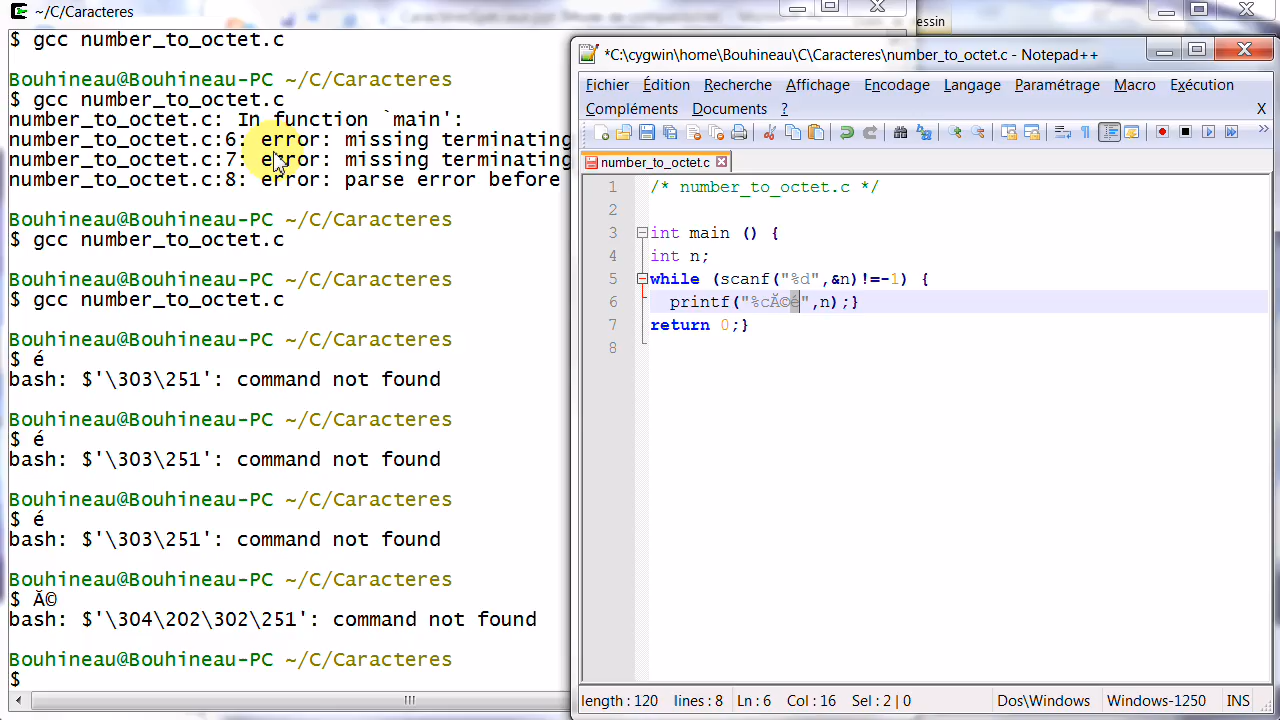 ~/C/Caracteres
$ gcc number_to_octet.c
Bouhineau@Bouhineau-PC ~/C/Caracteres
$ gcc number_to_octet.c
number_to_octet.c: In function `main':
number_to_octet.c:6: error: missing terminating
number_to_octet.c:7: error: missing terminating
number_to_octet.c:8: error: parse error before
Bouhineau@Bouhineau-PC ~/C/Caracteres
$ gcc number_to_octet.c
Bouhineau@Bouhineau-PC ~/C/Caracteres
$ gcc number_to_octet.c
Bouhineau@Bouhineau-PC ~/C/Caracteres
$ é
bash: $'\303\251': command not found
Bouhineau@Bouhineau-PC ~/C/Caracteres
$ é
bash: $'\303\251': command not found
Bouhineau@Bouhineau-PC ~/C/Caracteres
$ é
bash: $'\303\251': command not found
Bouhineau@Bouhineau-PC ~/C/Caracteres
$ Ă©
bash: $'\304\202\302\251': command not found
Bouhineau@Bouhineau-PC ~/C/Caracteres
$
dessin
*C:\cygwin\home\Bouhineau\C\Caracteres\number_to_octet.c - Notepad++
Fichier Édition Recherche Affichage Encodage Langage Paramétrage Macro Exécution
Compléments Documents ? X
number_to_octet.c
1 /* number_to_octet.c */
2
3 int main () {
4 int n;
5 while (scanf("%d",&n)!=-1) {
6 printf("%cĂ©é",n);}
7 return 0;}
8
length : 120 lines : 8 Ln : 6 Col : 16 Sel : 2 | 0 Dos\Windows Windows-1250 INS